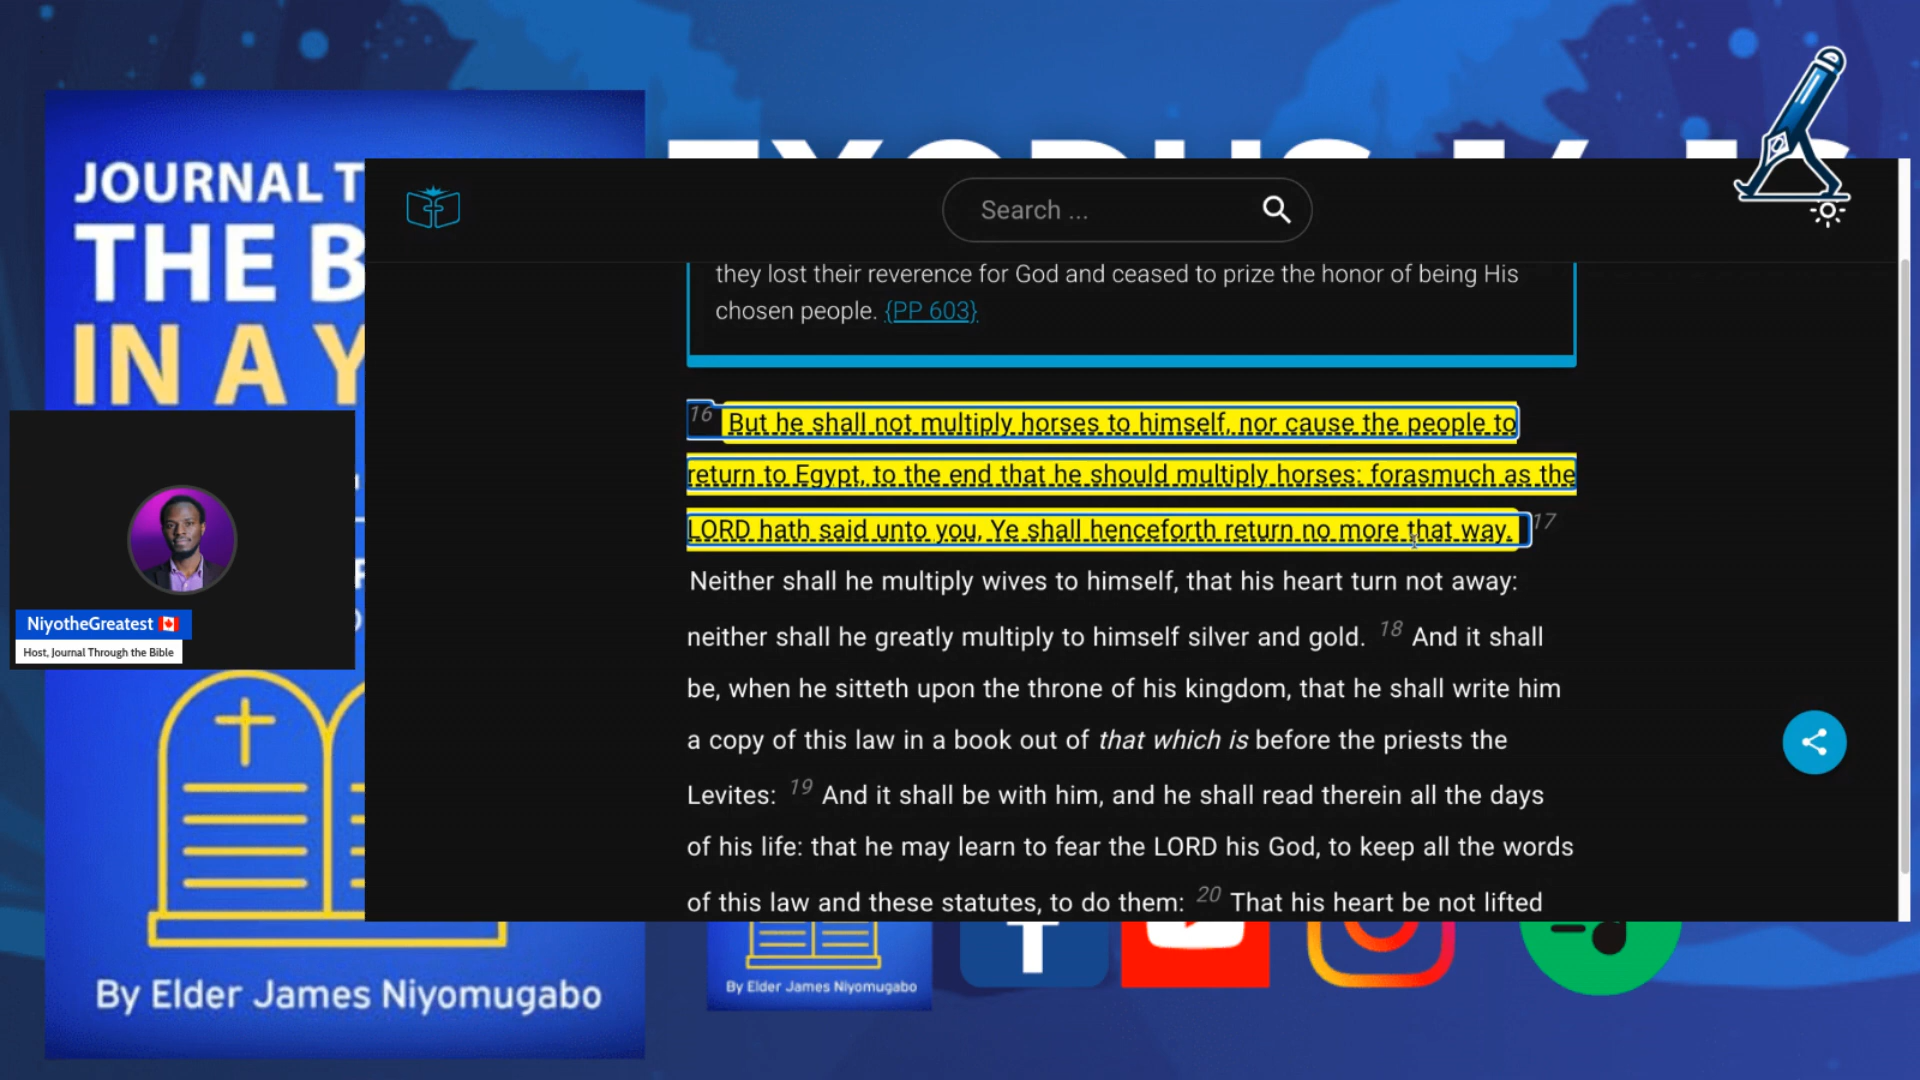 JOURNAL T
THE B
IN A Y
Search ...
they lost their reverence for God and ceased to prize the honor of being His
chosen people. {PP 603}
16 But he shall not multiply horses to himself, nor cause the people to
return to Egypt, to the end that he should multiply horses: forasmuch as the
LORD hath said unto you, Ye shall henceforth return no more that way. 17
Neither shall he multiply wives to himself, that his heart turn not away:
neither shall he greatly multiply to himself silver and gold. 18 And it shall
be, when he sitteth upon the throne of his kingdom, that he shall write him
a copy of this law in a book out of that which is before the priests the
Levites: 19 And it shall be with him, and he shall read therein all the days
of his life: that he may learn to fear the LORD his God, to keep all the words
of this law and these statutes, to do them: 20 That his heart be not lifted
NiyotheGreatest
Host, Journal Through the Bible
By Elder James Niyomugabo
By Elder James Niyomugabo